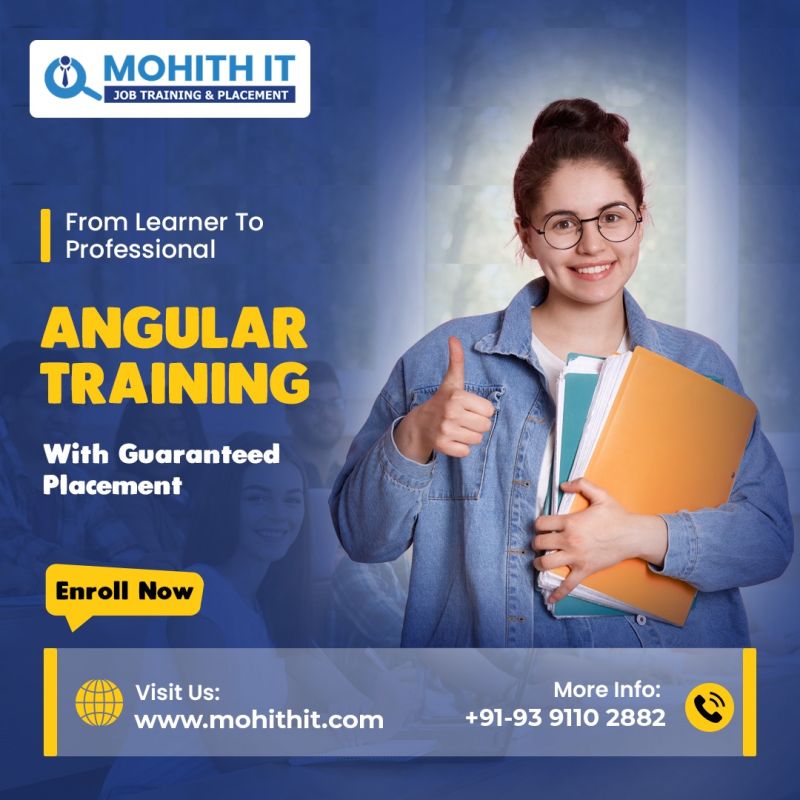 MOHITH IT
JOB TRAINING & PLACEMENT
From Learner To
Professional
ANGULAR
TRAINING
With Guaranteed
Placement
Enroll Now
Visit Us:
www.mohithit.com
More Info:
+91-93 9110 2882